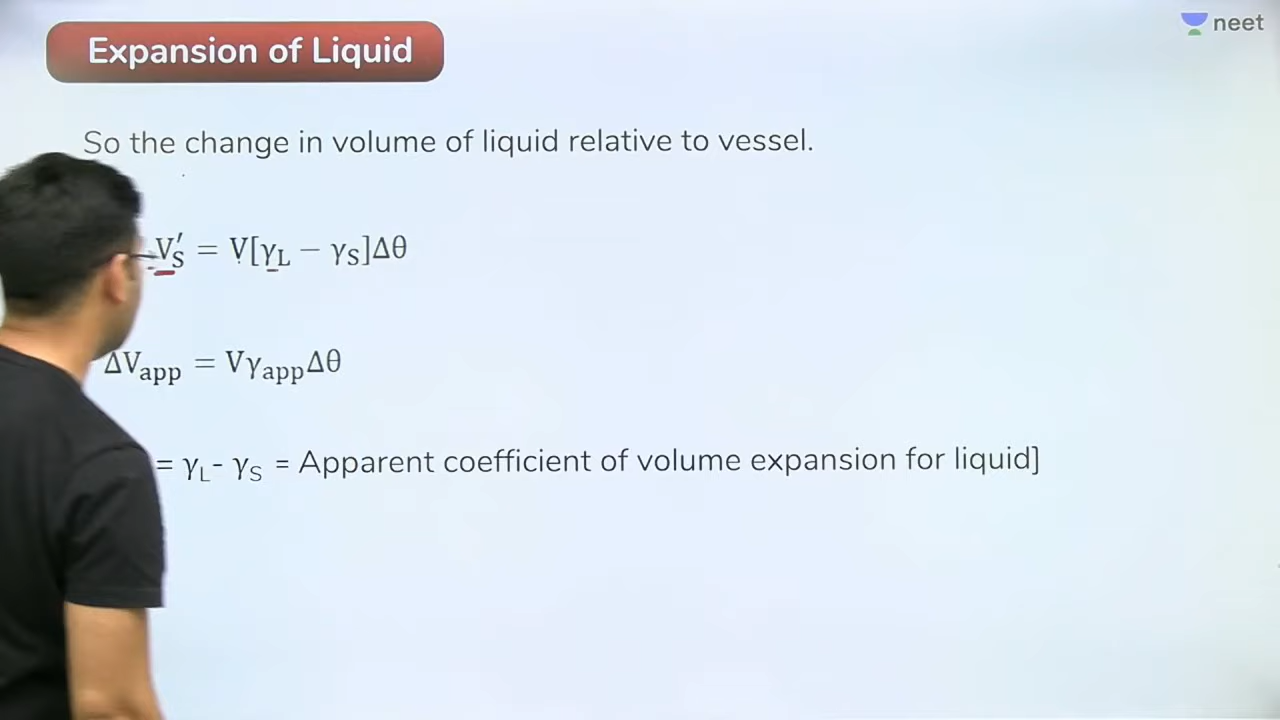 neet
Expansion of Liquid
So the change in volume of liquid relative to vessel.
V′S = V[γL − γS]Δθ
ΔVapp = VγappΔθ
= γL- γS = Apparent coefficient of volume expansion for liquid]